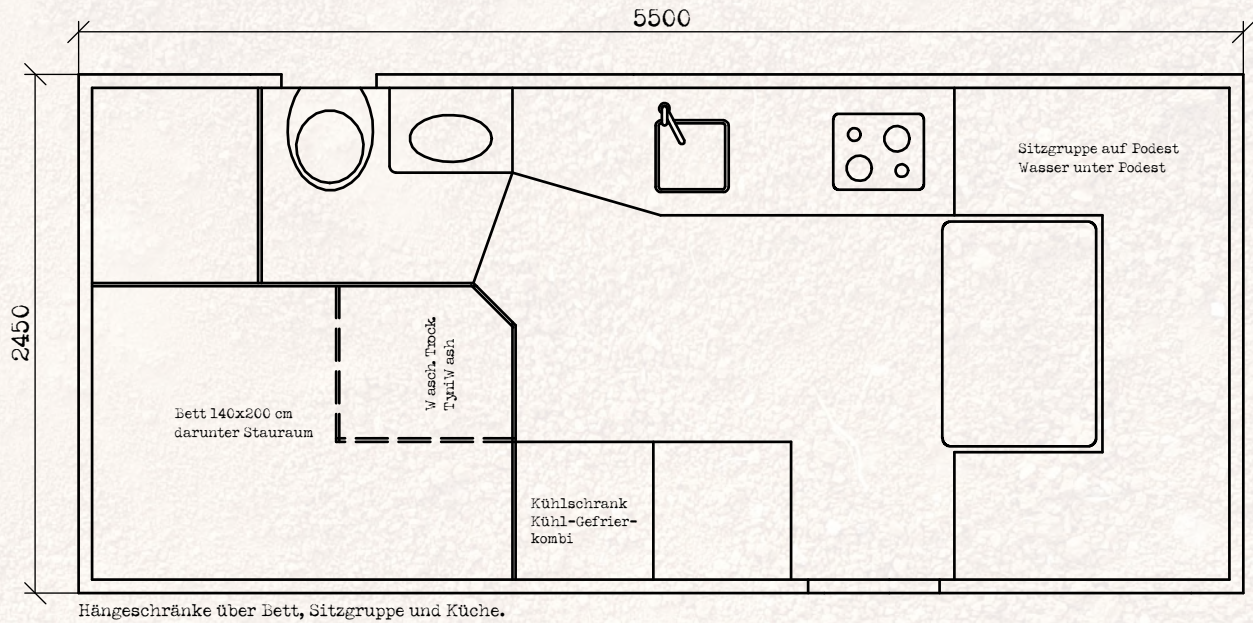 5500
2450
Sitzgruppe auf Podest
Wasser unter Podest
Wasch. Trock.
TyniWash
Bett 140x200 cm
darunter Stauraum
Kühlschrank
Kühl-Gefrier-
kombi
Hängeschränke über Bett, Sitzgruppe und Küche.